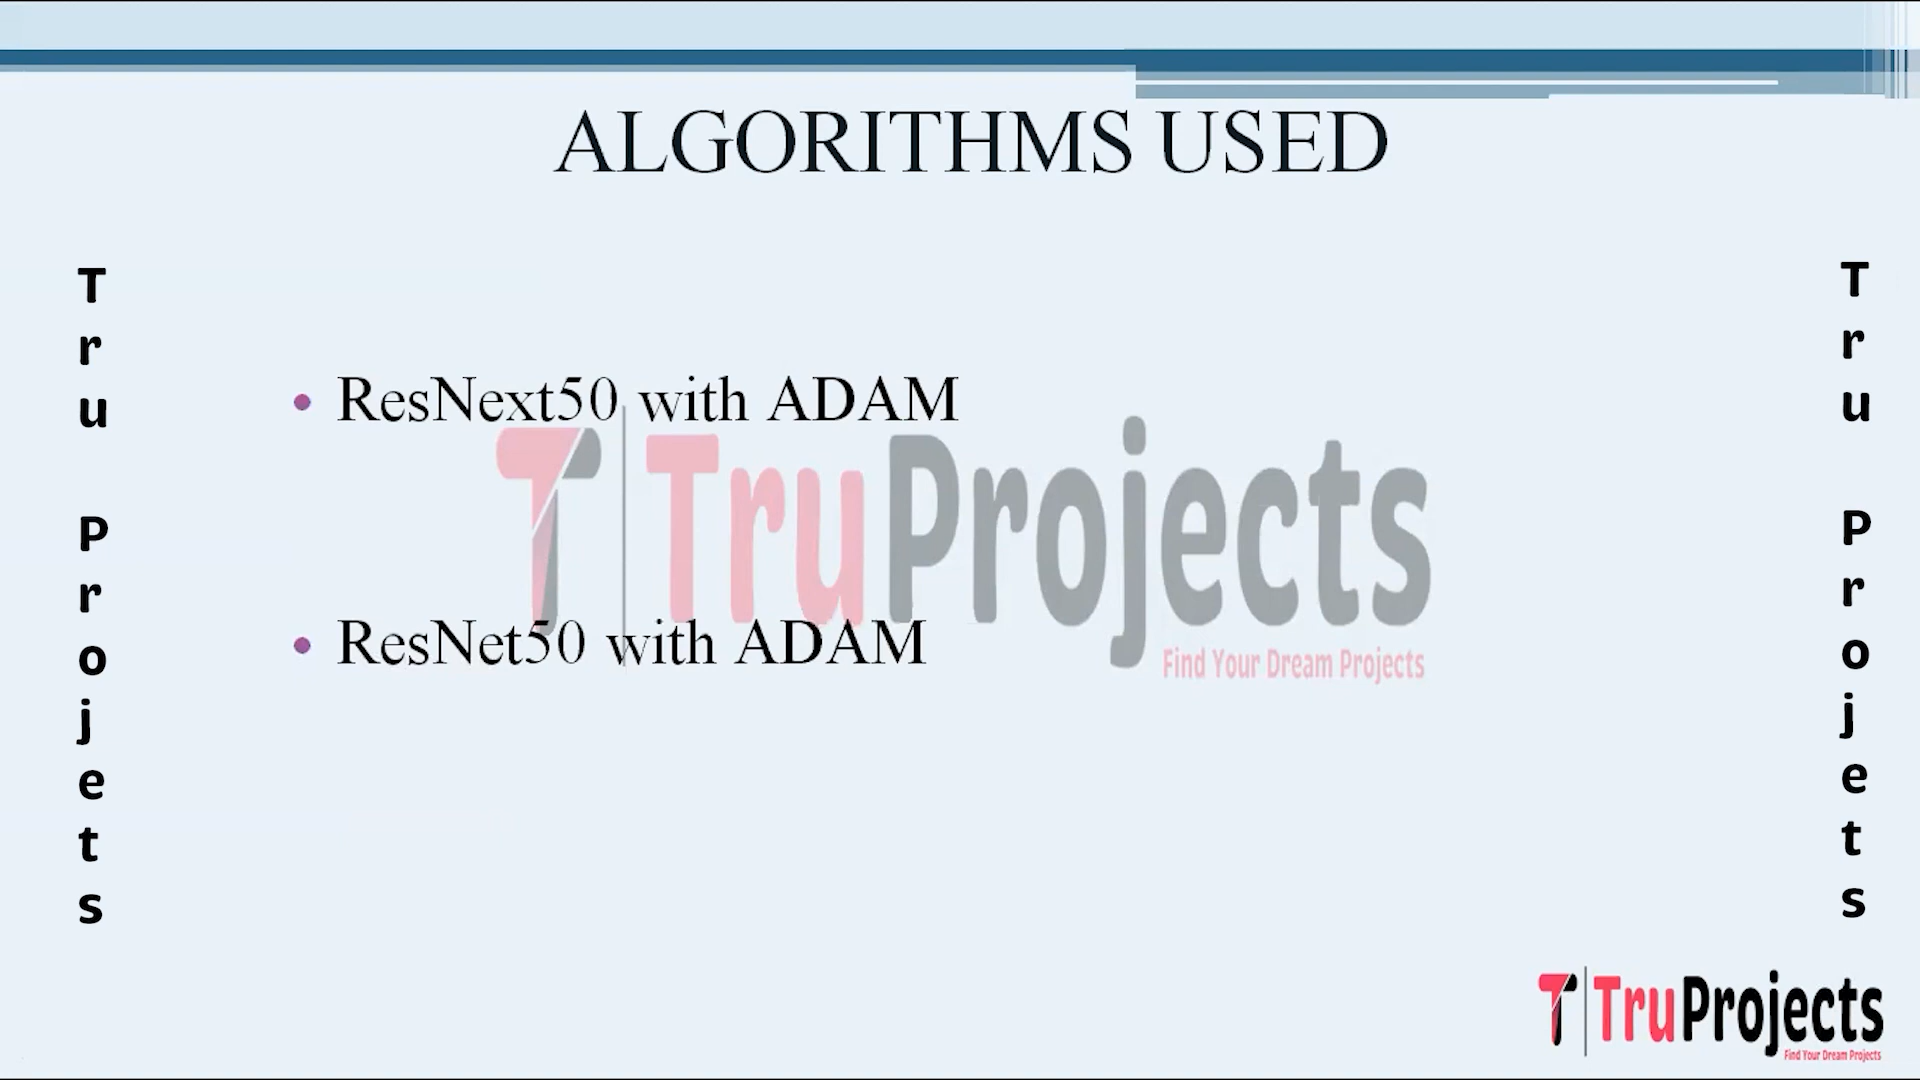 ALGORITHMS USED
T
r
u
P
r
o
j
e
t
s
• ResNext50 with ADAM
TruProjects
Find Your Dream Projects
• ResNet50 with ADAM
T
r
u
P
r
o
j
e
t
s
TruProjects
Find Your Dream Projects